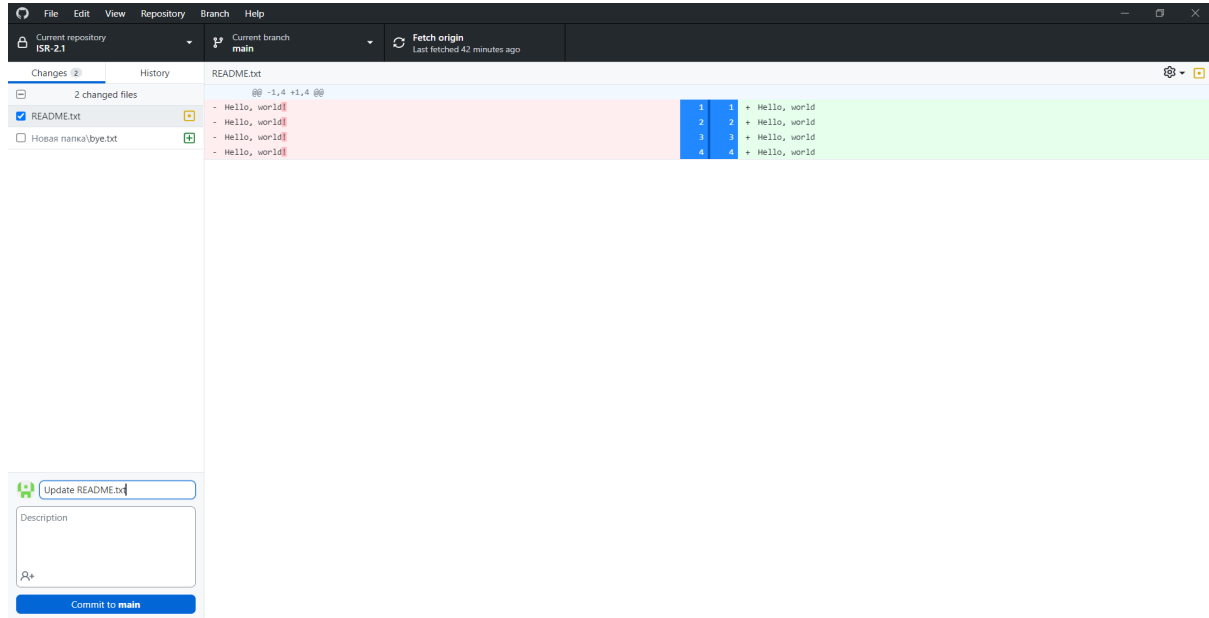 File Edit View Repository Branch Help
Current repository
ISR-2.1
Current branch
main
Fetch origin
Last fetched 42 minutes ago
Changes 2 History
2 changed files
README.txt
Новая папка\bye.txt
README.txt
@@ -1,4 +1,4 @@
- Hello, world! 1 1 + Hello, world
- Hello, world! 2 2 + Hello, world
- Hello, world! 3 3 + Hello, world
- Hello, world! 4 4 + Hello, world
Update README.txt
Description
Commit to main